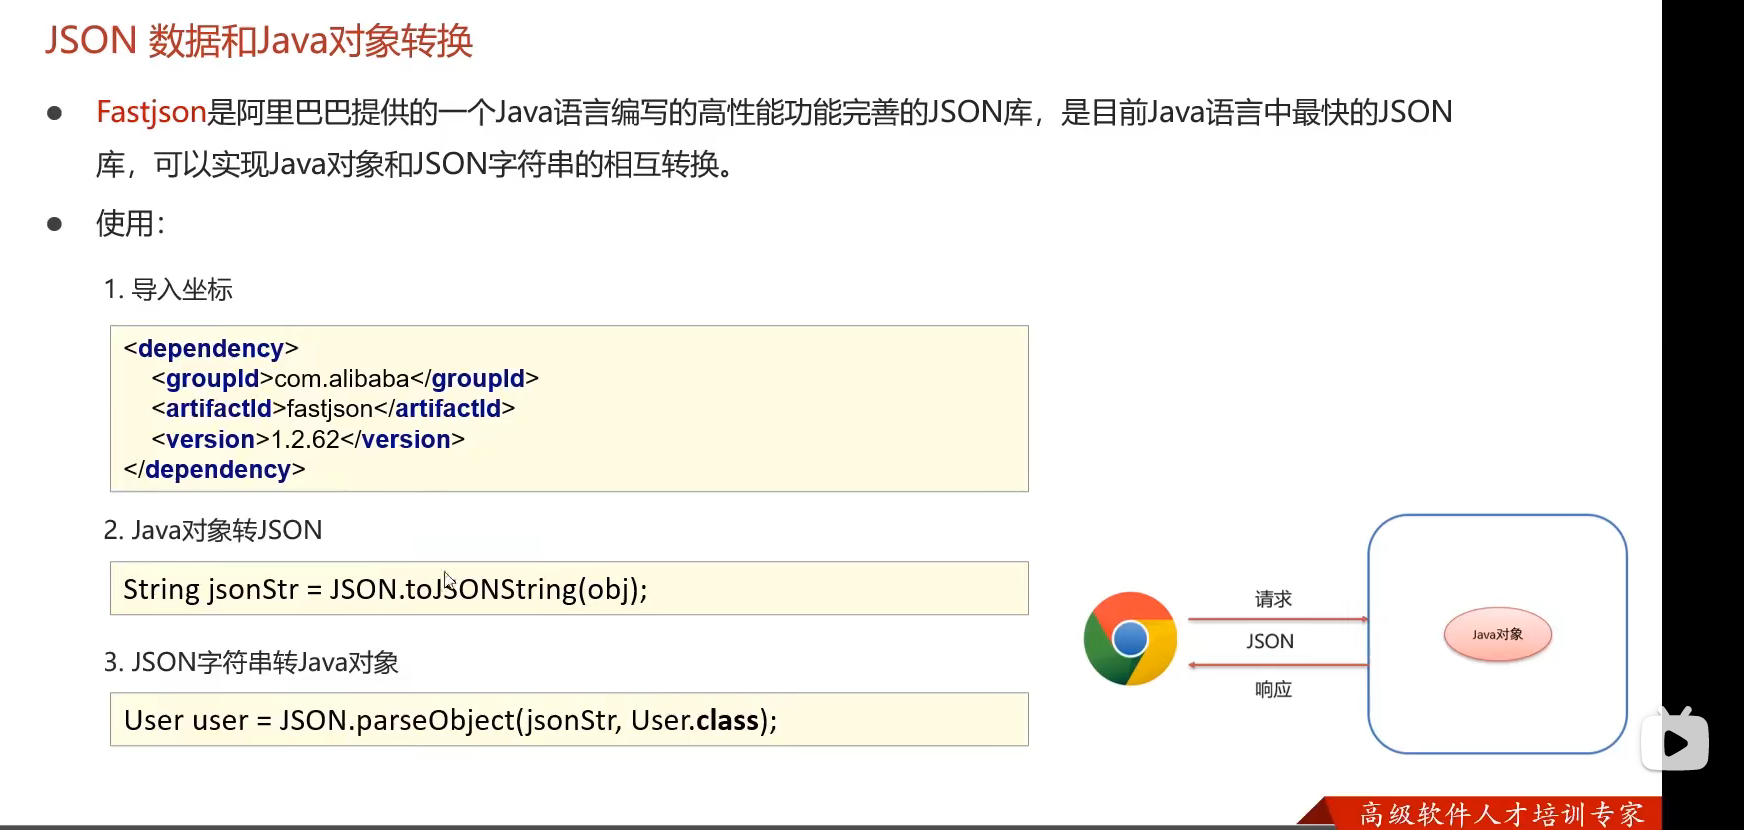 JSON 数据和Java对象转换
● Fastjson是阿里巴巴提供的一个Java语言编写的高性能功能完善的JSON库，是目前Java语言中最快的JSON
库，可以实现Java对象和JSON字符串的相互转换。
● 使用：
1. 导入坐标
<dependency>
<groupId>com.alibaba</groupId>
<artifactId>fastjson</artifactId>
<version>1.2.62</version>
</dependency>
2. Java对象转JSON
String jsonStr = JSON.toJSONString(obj);
3. JSON字符串转Java对象
User user = JSON.parseObject(jsonStr, User.class);
请求
JSON
响应
Java对象
高级软件人才培训专家